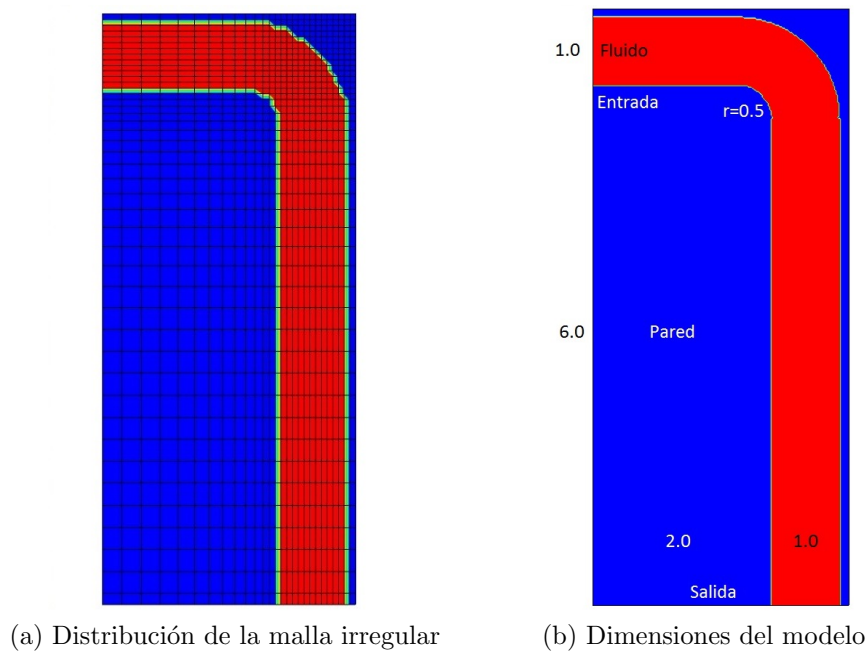 1.0
Fluido
Entrada
r=0.5
6.0
Pared
2.0
1.0
Salida
(a) Distribución de la malla irregular
(b) Dimensiones del modelo